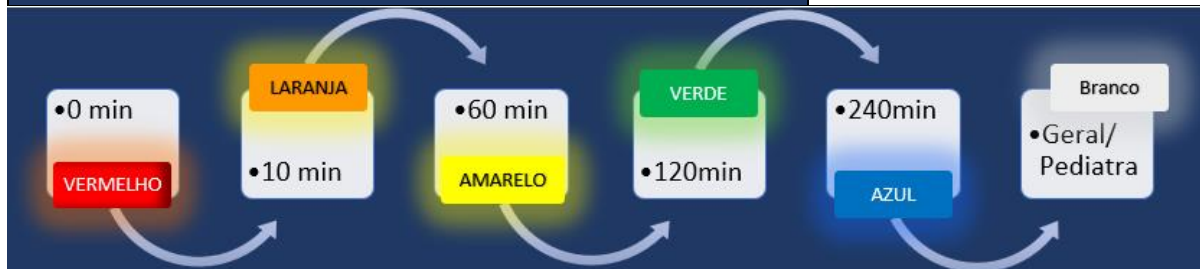 •0 min
VERMELHO
LARANJA
•10 min
•60 min
AMARELO
VERDE
•120min
•240min
AZUL
Branco
•Geral/
Pediatra